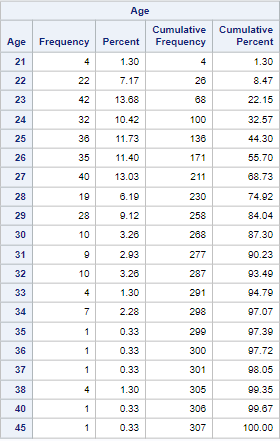 Age
Age Frequency Percent Cumulative Frequency Cumulative Percent
21 4 1.30 4 1.30
22 22 7.17 26 8.47
23 42 13.68 68 22.15
24 32 10.42 100 32.57
25 36 11.73 136 44.30
26 35 11.40 171 55.70
27 40 13.03 211 68.73
28 19 6.19 230 74.92
29 28 9.12 258 84.04
30 10 3.26 268 87.30
31 9 2.93 277 90.23
32 10 3.26 287 93.49
33 4 1.30 291 94.79
34 7 2.28 298 97.07
35 1 0.33 299 97.39
36 1 0.33 300 97.72
37 1 0.33 301 98.05
38 4 1.30 305 99.35
40 1 0.33 306 99.67
45 1 0.33 307 100.00